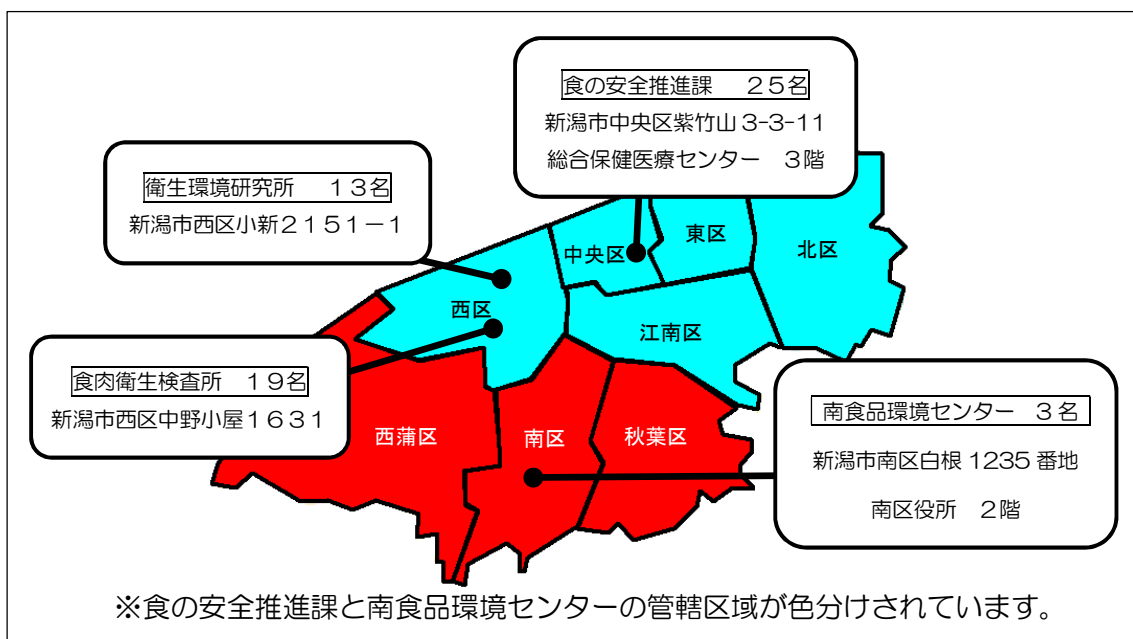 食の安全推進課　２５名
新潟市中央区紫竹山 3-3-11
総合保健医療センター　３階
衛生環境研究所　１３名
新潟市西区小新２１５１－１
中央区
東区
北区
西区
江南区
食肉衛生検査所　１９名
新潟市西区中野小屋１６３１
西蒲区
南区
秋葉区
南食品環境センター　３名
新潟市南区白根 1235 番地
南区役所　２階
※食の安全推進課と南食品環境センターの管轄区域が色分けされています。